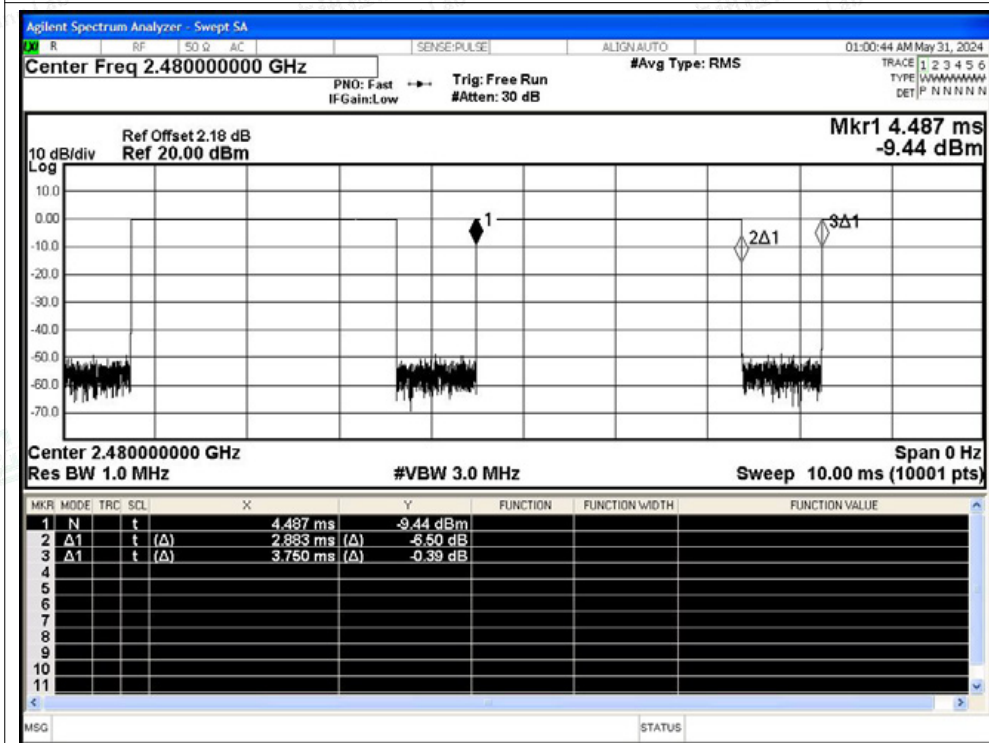 Agilent Spectrum Analyzer - Swept SA
R RF 50 Ω AC SENSE:PULSE ALIGN AUTO 01:00:44 AM May 31, 2024
Center Freq 2.480000000 GHz #Avg Type: RMS TRACE 1 2 3 4 5 6
PNO: Fast Trig: Free Run TYPE WWWWWW
IFGain:Low #Atten: 30 dB DET P N N N N N
Ref Offset 2.18 dB Mkr1 4.487 ms
10 dB/div Ref 20.00 dBm -9.44 dBm
Log
10.0
0.00
-10.0
-20.0
-30.0
-40.0
-50.0
-60.0
-70.0
1
2Δ1
3Δ1
Center 2.480000000 GHz Span 0 Hz
Res BW 1.0 MHz #VBW 3.0 MHz Sweep 10.00 ms (10001 pts)
MKR MODE TRC SCL X Y FUNCTION FUNCTION WIDTH FUNCTION VALUE
1 N t 4.487 ms -9.44 dBm
2 Δ1 t (Δ) 2.883 ms (Δ) -6.50 dB
3 Δ1 t (Δ) 3.750 ms (Δ) -0.39 dB
4
5
6
7
8
9
10
11
MSG STATUS